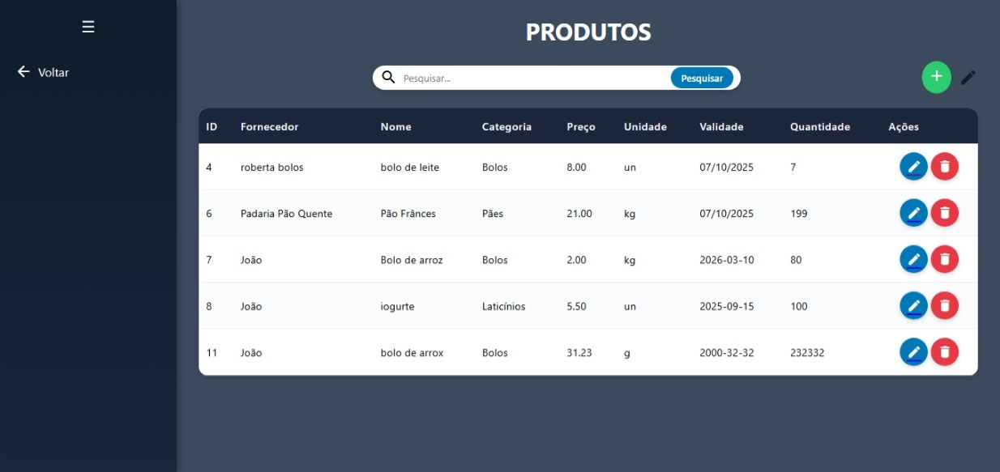 PRODUTOS
Voltar
Pesquisar...
Pesquisar
ID Fornecedor Nome Categoria Preço Unidade Validade Quantidade Ações
4 roberta bolos bolo de leite Bolos 8.00 un 07/10/2025 7
6 Padaria Pão Quente Pão Frânces Pães 21.00 kg 07/10/2025 199
7 João Bolo de arroz Bolos 2.00 kg 2026-03-10 80
8 João iogurte Laticínios 5.50 un 2025-09-15 100
11 João bolo de arrox Bolos 31.23 g 2000-32-32 232332